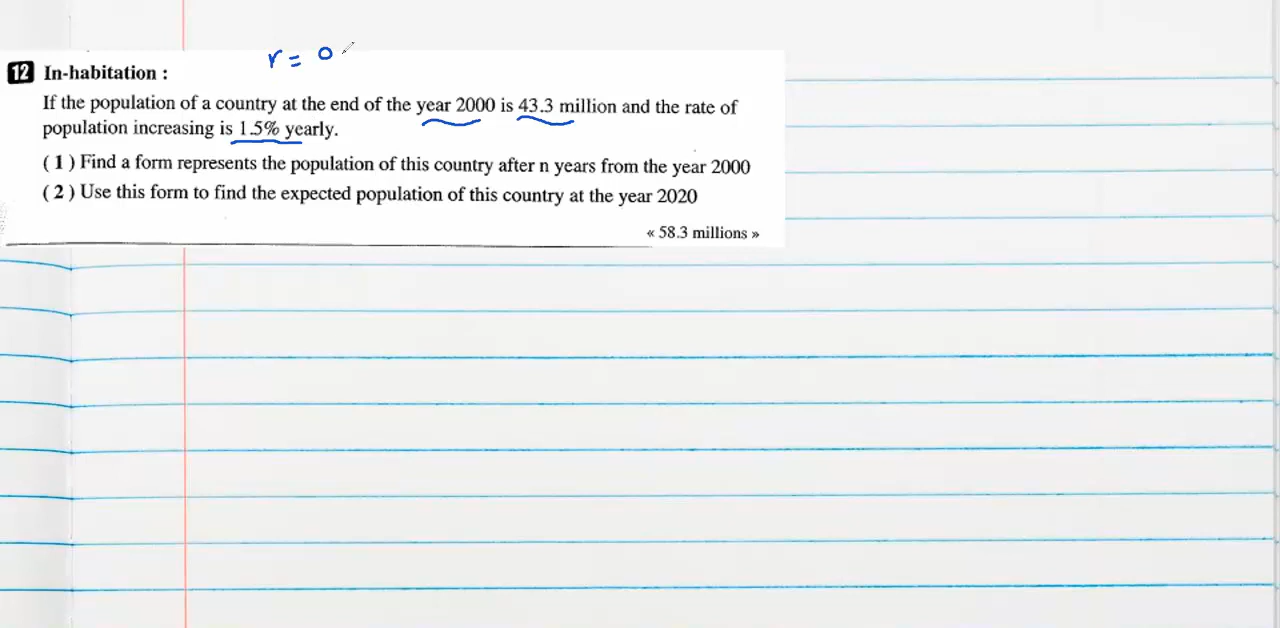 r = 0
12 In-habitation :
If the population of a country at the end of the year 2000 is 43.3 million and the rate of
population increasing is 1.5% yearly.
( 1 ) Find a form represents the population of this country after n years from the year 2000
( 2 ) Use this form to find the expected population of this country at the year 2020
« 58.3 millions »